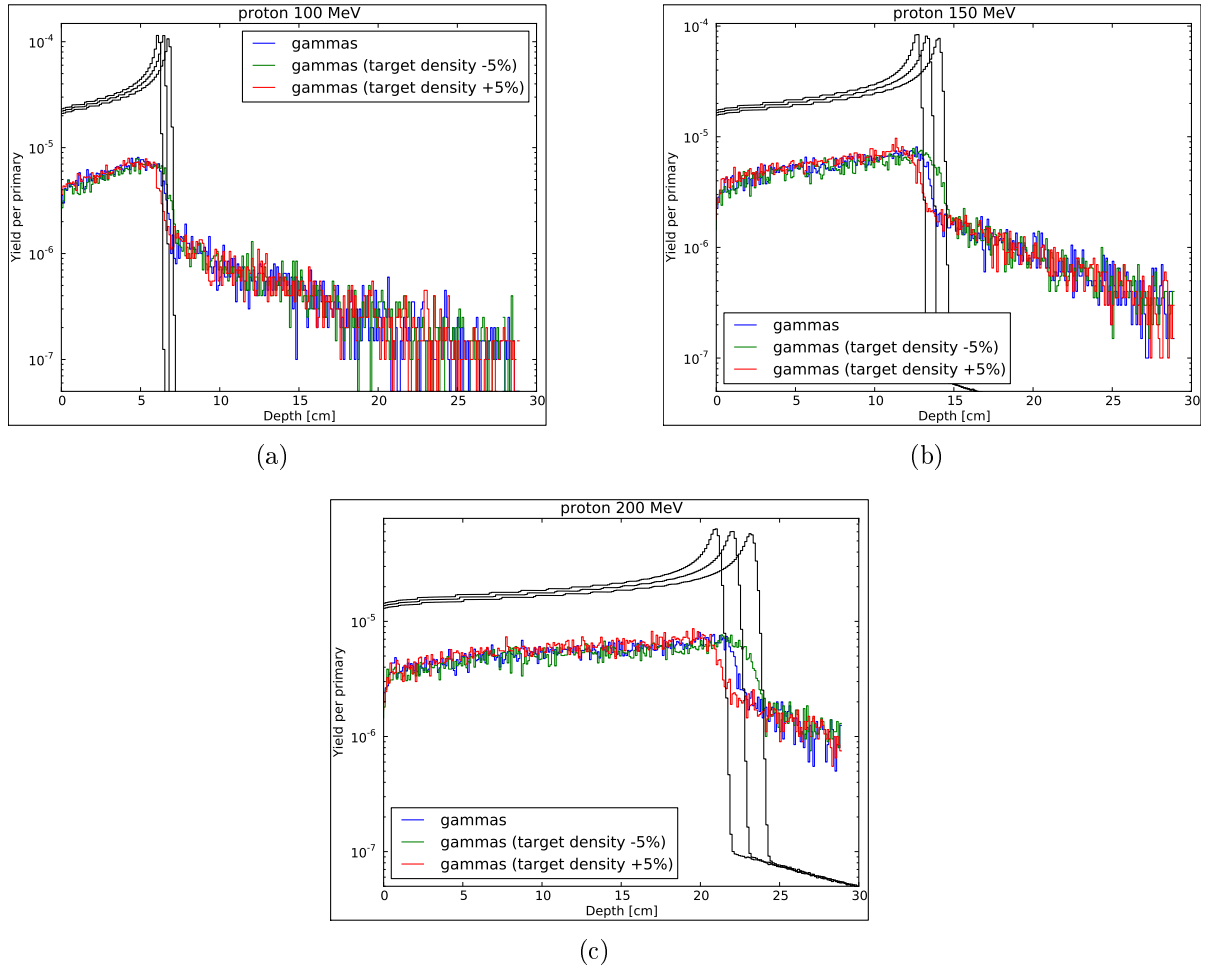 proton 100 MeV
10^-4
10^-5
10^-6
10^-7
Yield per primary
gammas
gammas (target density -5%)
gammas (target density +5%)
0 5 10 15 20 25 30
Depth [cm]
(a)
proton 150 MeV
10^-4
10^-5
10^-6
10^-7
Yield per primary
gammas
gammas (target density -5%)
gammas (target density +5%)
0 5 10 15 20 25 30
Depth [cm]
(b)
proton 200 MeV
10^-5
10^-6
10^-7
Yield per primary
gammas
gammas (target density -5%)
gammas (target density +5%)
0 5 10 15 20 25 30
Depth [cm]
(c)